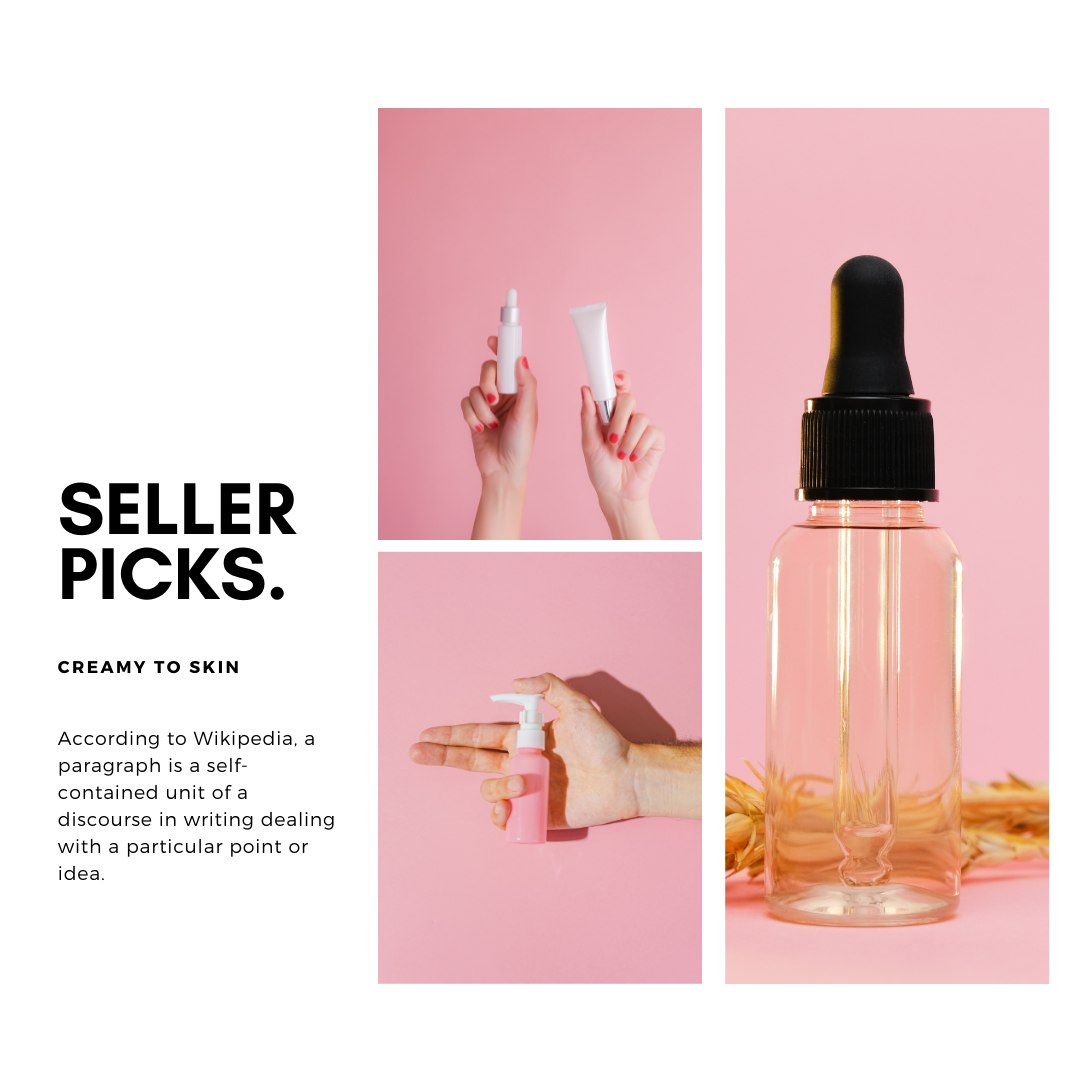 SELLER
PICKS.
CREAMY TO SKIN
According to Wikipedia, a
paragraph is a self-
contained unit of a
discourse in writing dealing
with a particular point or
idea.